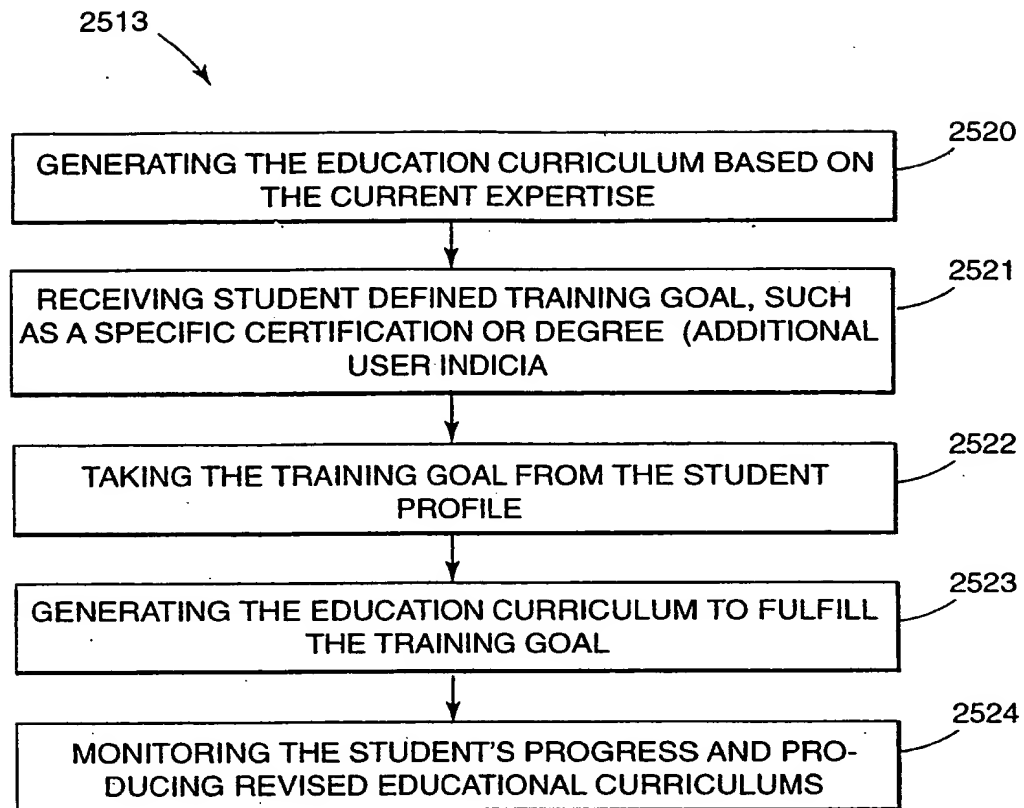 2513
2520
GENERATING THE EDUCATION CURRICULUM BASED ON
THE CURRENT EXPERTISE
2521
RECEIVING STUDENT DEFINED TRAINING GOAL, SUCH
AS A SPECIFIC CERTIFICATION OR DEGREE (ADDITIONAL
USER INDICIA
2522
TAKING THE TRAINING GOAL FROM THE STUDENT
PROFILE
2523
GENERATING THE EDUCATION CURRICULUM TO FULFILL
THE TRAINING GOAL
2524
MONITORING THE STUDENT'S PROGRESS AND PRO-
DUCING REVISED EDUCATIONAL CURRICULUMS